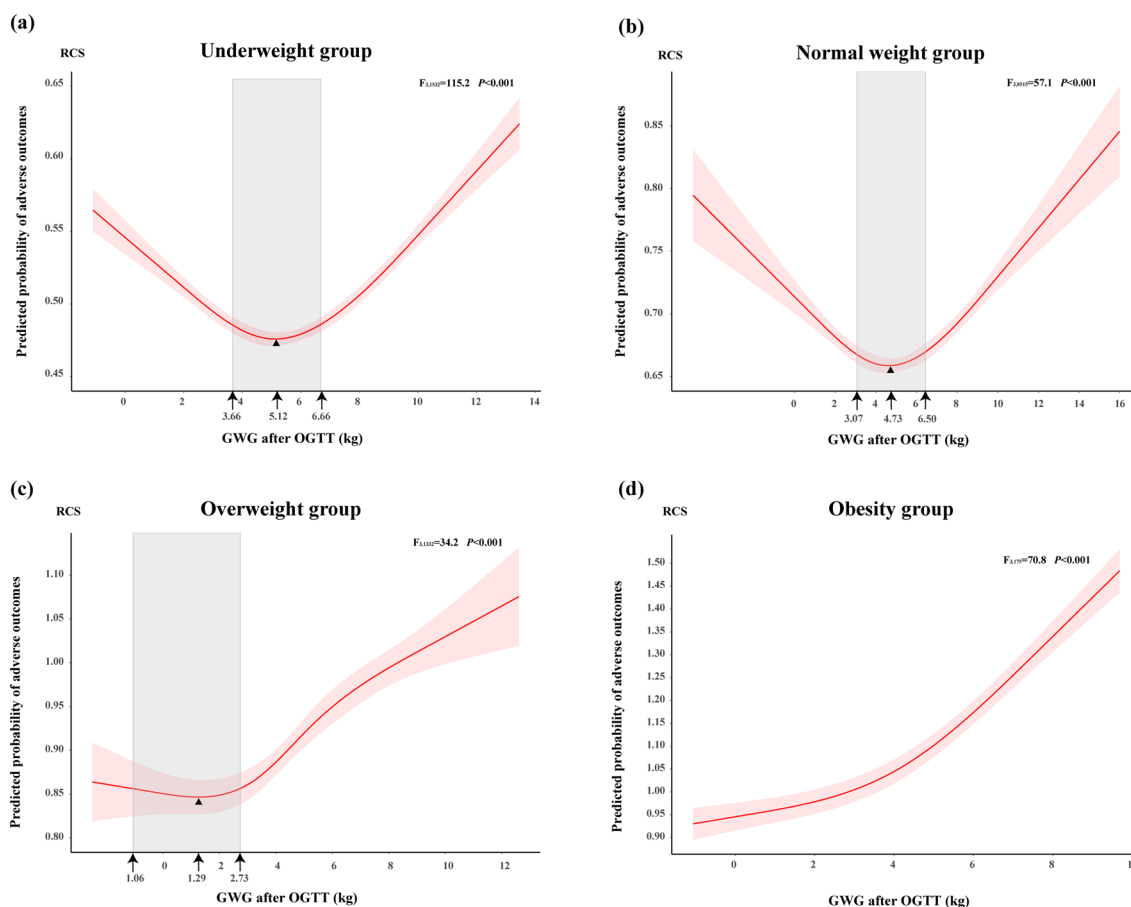 (a)
Underweight group
RCS
F3,1532=115.2 P<0.001
Predicted probability of adverse outcomes
0.65
0.60
0.55
0.50
0.45
0 2 4 6 8 10 12 14
3.66 5.12 6.66
GWG after OGTT (kg)
(b)
Normal weight group
RCS
F3,8515=57.1 P<0.001
Predicted probability of adverse outcomes
0.85
0.80
0.75
0.70
0.65
0 2 4 6 8 10 12 14 16
3.07 4.73 6.50
GWG after OGTT (kg)
(c)
Overweight group
RCS
F3,1332=34.2 P<0.001
Predicted probability of adverse outcomes
1.10
1.05
1.00
0.95
0.90
0.85
0.80
0 2 4 6 8 10 12
1.06 1.29 2.73
GWG after OGTT (kg)
(d)
Obesity group
RCS
F3,175=70.8 P<0.001
Predicted probability of adverse outcomes
1.50
1.45
1.40
1.35
1.30
1.25
1.20
1.15
1.10
1.05
1.00
0.95
0.90
0 2 4 6 8 1
GWG after OGTT (kg)